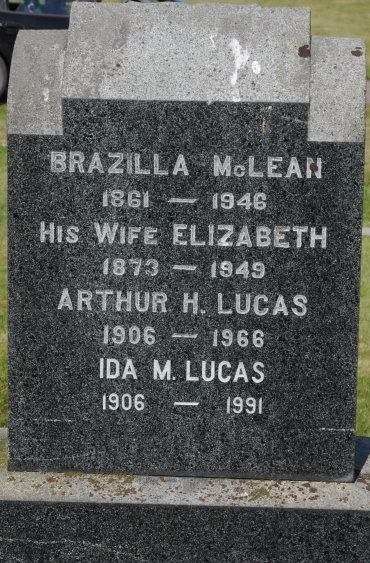 BRAZILLA McLEAN
1861 — 1946
HIS WIFE ELIZABETH
1873 — 1949
ARTHUR H. LUCAS
1906 — 1966
IDA M. LUCAS
1906 — 1991